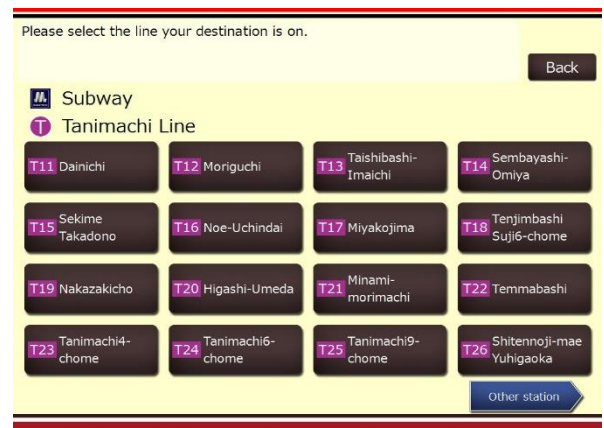 Please select the line your destination is on.
Back
Subway
T Tanimachi Line
T11 Dainichi
T12 Moriguchi
T13 Taishibashi-
Imaichi
T14 Sembayashi-
Omiya
T15 Sekime
Takadono
T16 Noe-Uchindai
T17 Miyakojima
T18 Tenjimbashi
Suji6-chome
T19 Nakazakicho
T20 Higashi-Umeda
T21 Minami-
morimachi
T22 Temmabashi
T23 Tanimachi4-
chome
T24 Tanimachi6-
chome
T25 Tanimachi9-
chome
T26 Shitennoji-mae
Yuhigaoka
Other station